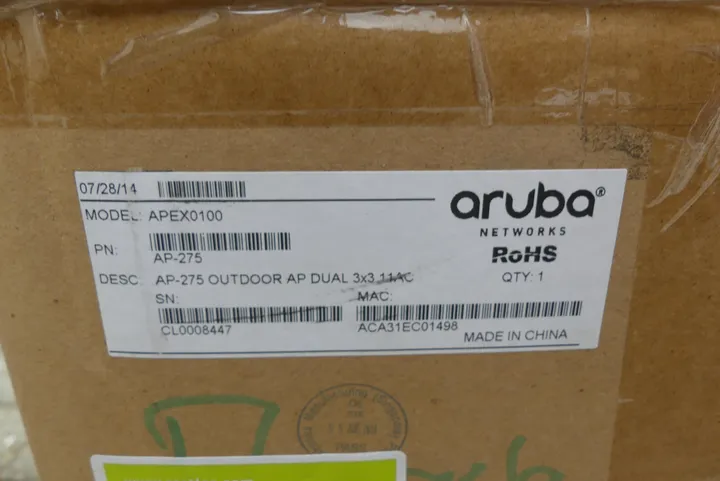 07/28/14
aruba®
NETWORKS
MODEL: APEX0100
RoHS
PN:
AP-275
QTY: 1
DESC: AP-275 OUTDOOR AP DUAL 3x3 11AC
SN:
MAC:
CL0008447
ACA31EC01498
MADE IN CHINA